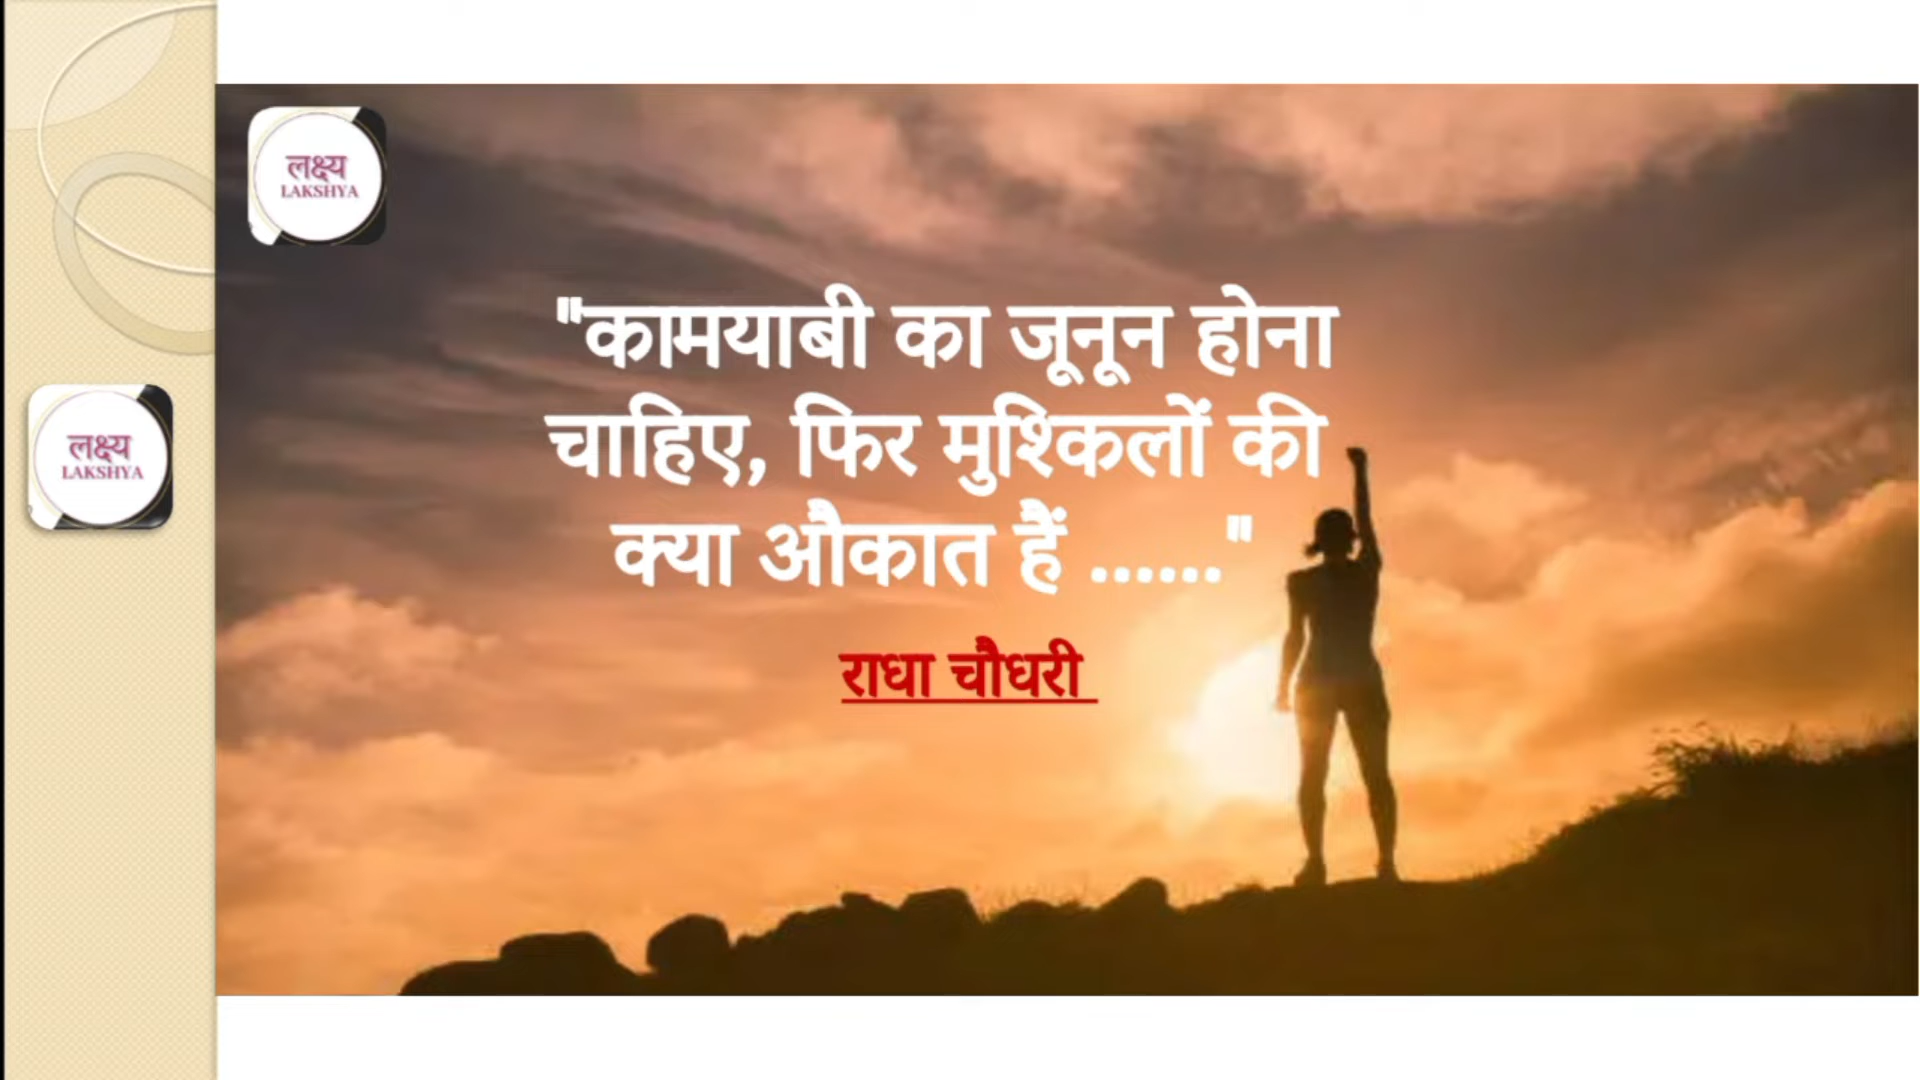 लक्ष्य
LAKSHYA
"कामयाबी का जूनून होना
चाहिए, फिर मुश्किलों की
क्या औकात हैं ......"
राधा चौधरी
लक्ष्य
LAKSHYA